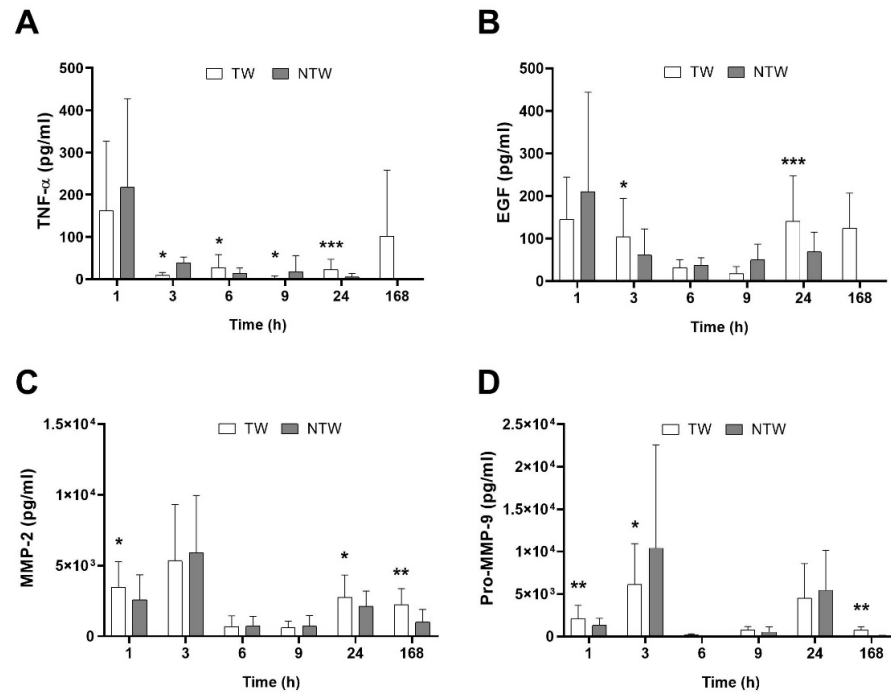 A
TNF-α (pg/ml)
500
400
300
200
100
0
TW NTW
* * * ***
1 3 6 9 24 168
Time (h)
B
EGF (pg/ml)
500
400
300
200
100
0
TW NTW
* ***
1 3 6 9 24 168
Time (h)
C
MMP-2 (pg/ml)
1.5×10⁴
1×10⁴
5×10³
0
TW NTW
* * **
1 3 6 9 24 168
Time (h)
D
Pro-MMP-9 (pg/ml)
2.5×10⁴
2×10⁴
1.5×10⁴
1×10⁴
5×10³
0
TW NTW
** * **
1 3 6 9 24 168
Time (h)